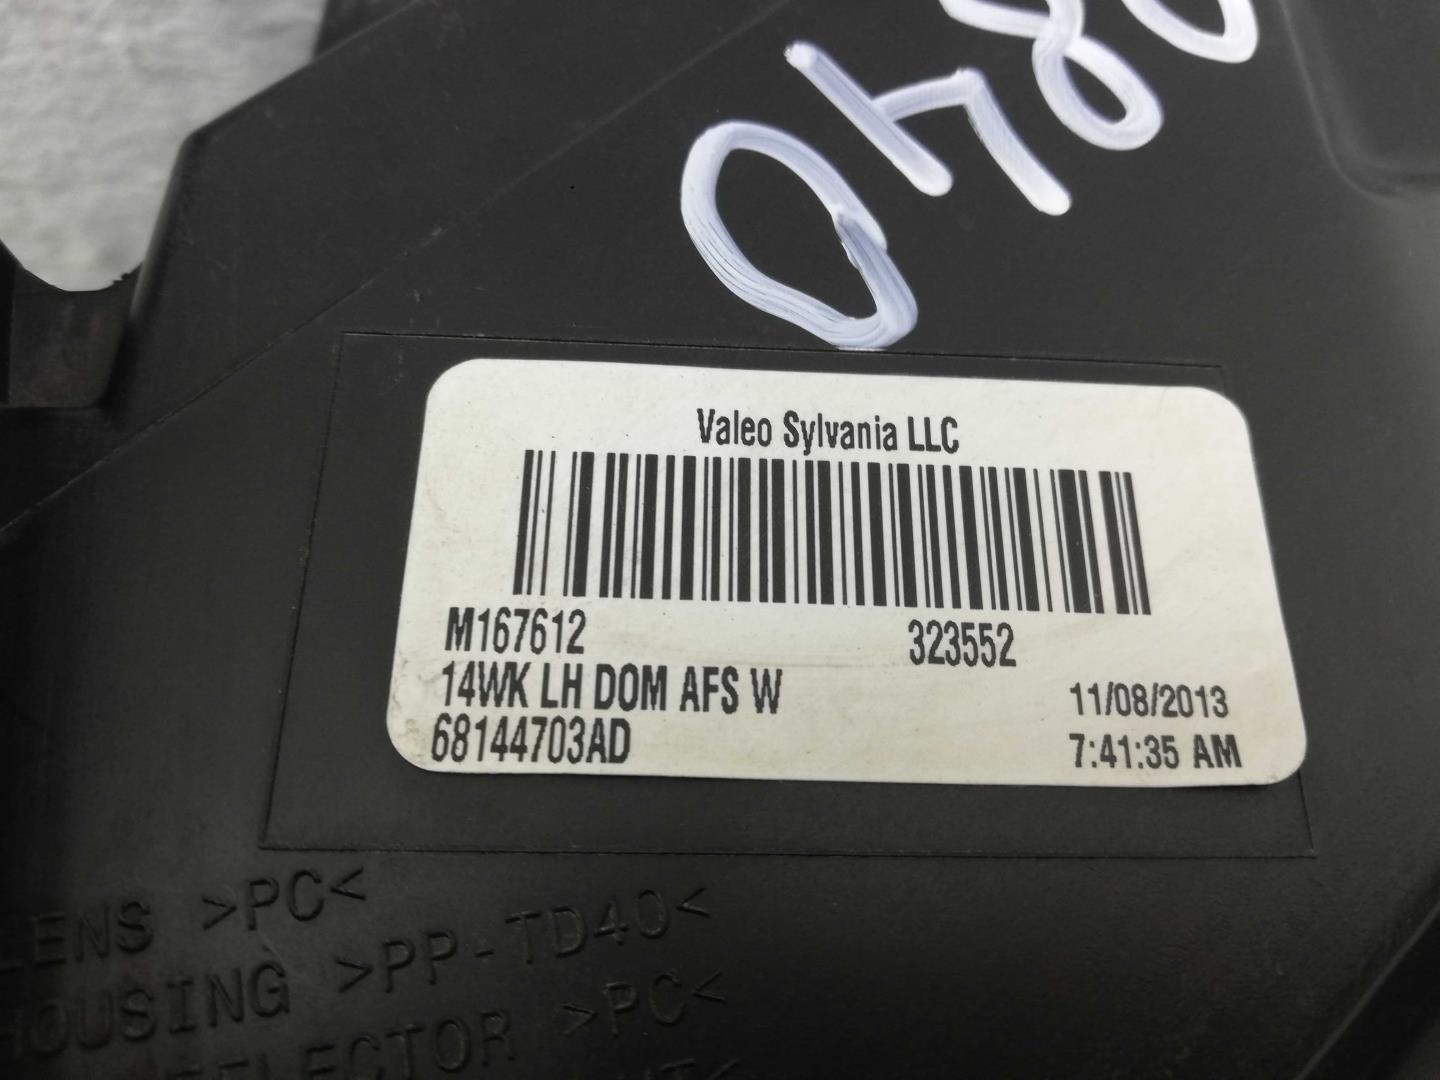 Valeo Sylvania LLC
M167612 323552
14WK LH DOM AFS W
11/08/2013
68144703AD
7:41:35 AM
LENS >PC<
HOUSING >PP-TD40<
>PC<